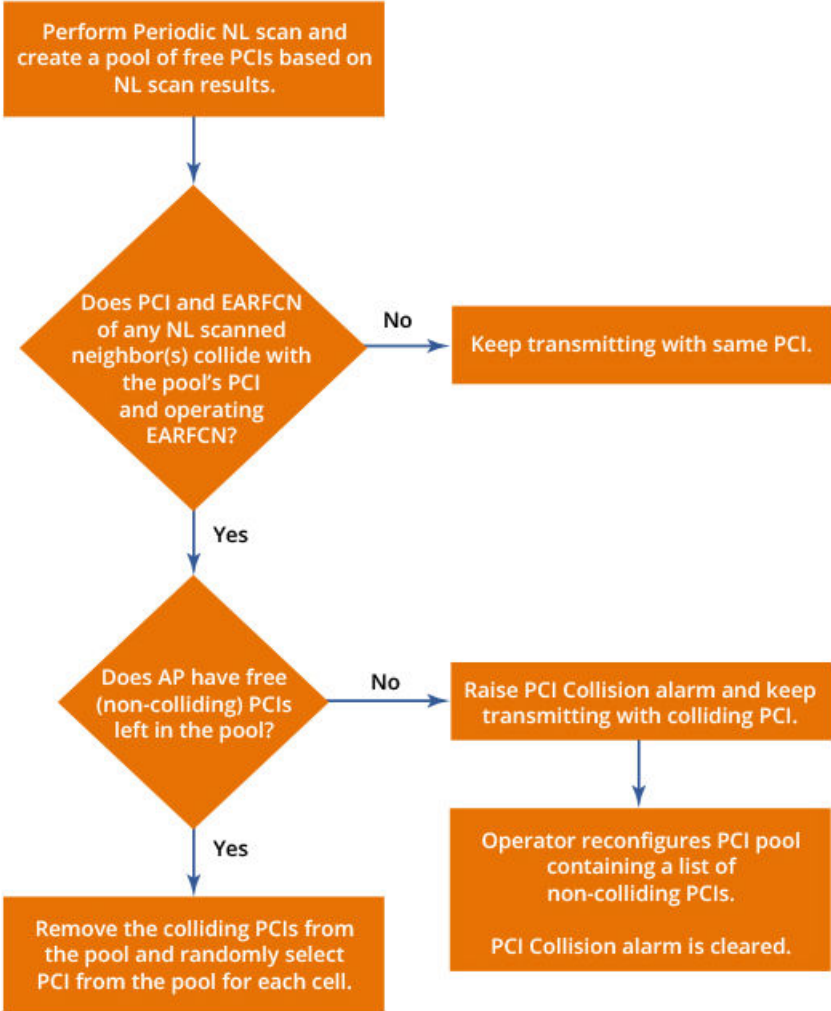 Perform Periodic NL scan and
create a pool of free PCIs based on
NL scan results.
Does PCI and EARFCN
of any NL scanned
neighbor(s) collide with
the pool's PCI
and operating
EARFCN?
No
Keep transmitting with same PCI.
Yes
Does AP have free
(non-colliding) PCIs
left in the pool?
No
Raise PCI Collision alarm and keep
transmitting with colliding PCI.
Operator reconfigures PCI pool
containing a list of
non-colliding PCIs.
PCI Collision alarm is cleared.
Yes
Remove the colliding PCIs from
the pool and randomly select
PCI from the pool for each cell.